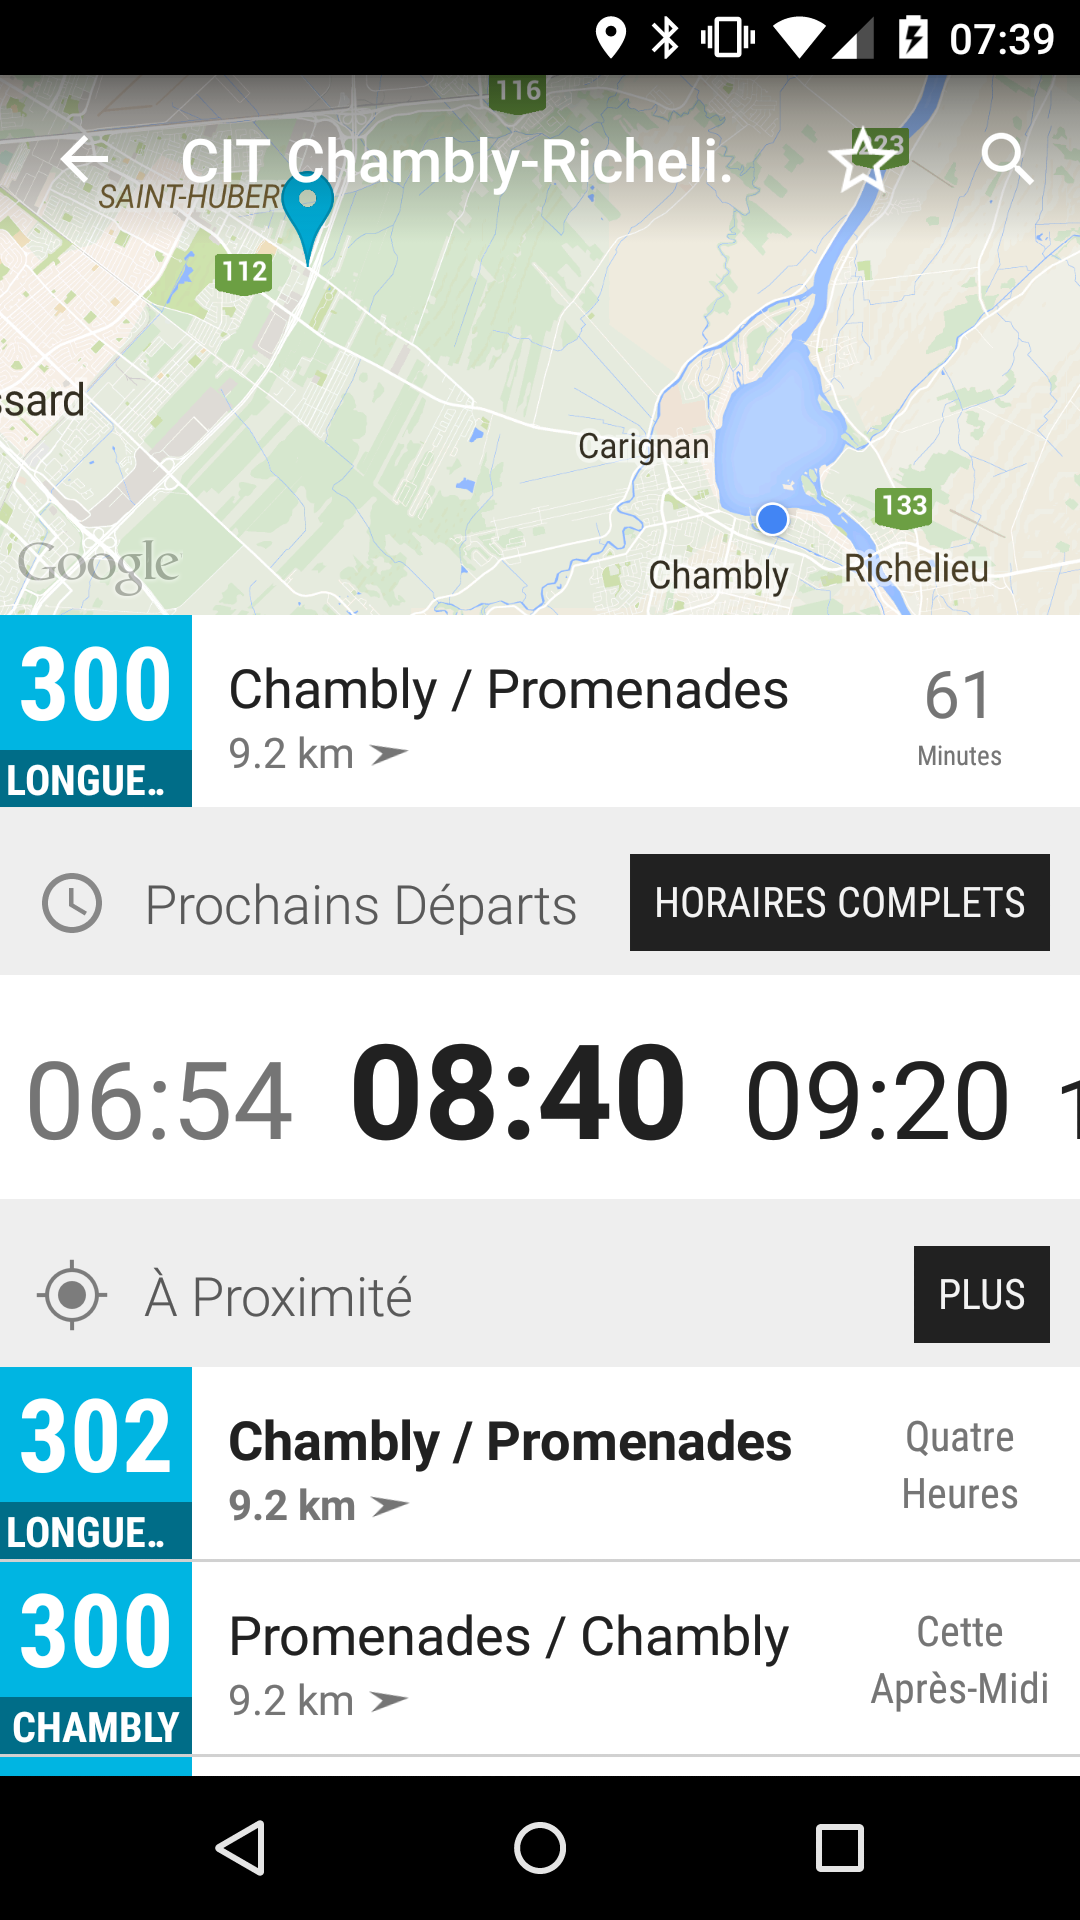 07:39
116
CIT Chambly-Richeli.
223
SAINT-HUBERT
112
ssard
Carignan
133
Google
Chambly
Richelieu
300
LONGUE..
Chambly / Promenades
9.2 km
61
Minutes
Prochains Départs
HORAIRES COMPLETS
06:54
08:40
09:20
1
À Proximité
PLUS
302
LONGUE..
Chambly / Promenades
9.2 km
Quatre
Heures
300
CHAMBLY
Promenades / Chambly
9.2 km
Cette
Après-Midi